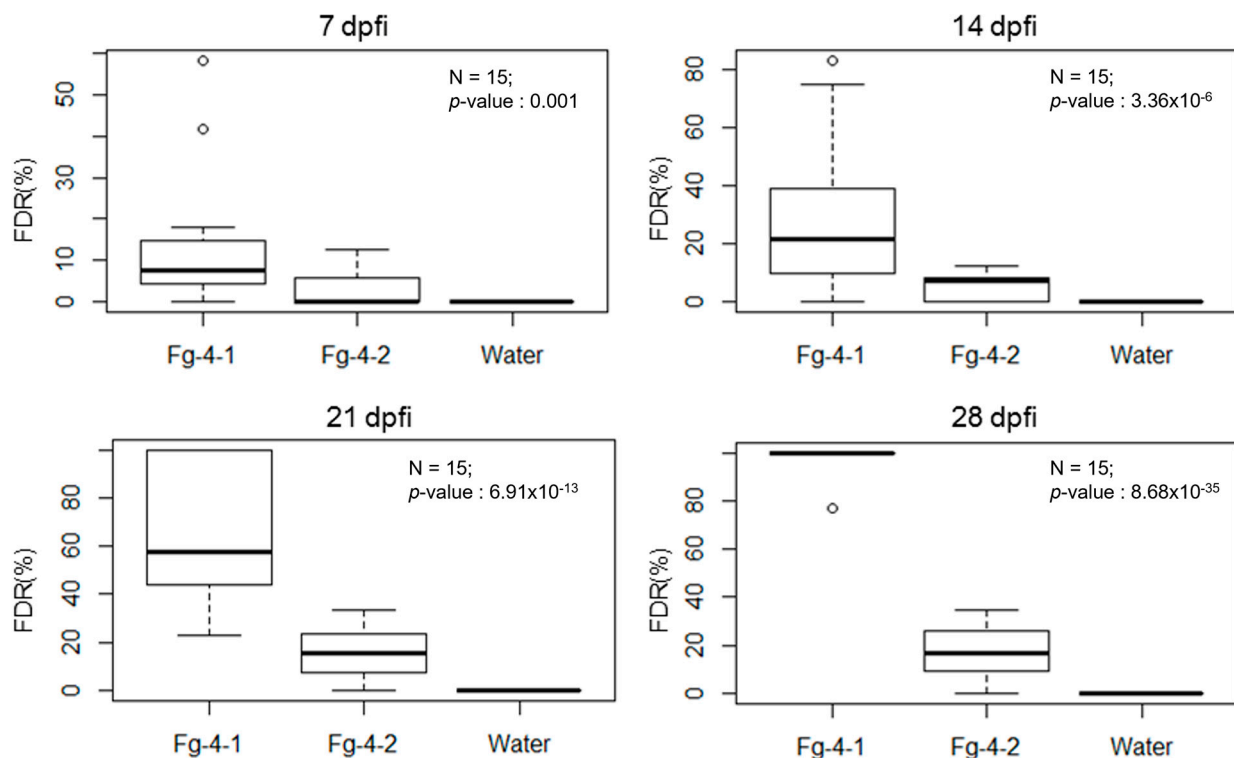 7 dpfi
N = 15;
p-value : 0.001
FDR(%)
50
30
10
0
Fg-4-1 Fg-4-2 Water
14 dpfi
N = 15;
p-value : 3.36x10⁻⁶
FDR(%)
80
60
40
20
0
Fg-4-1 Fg-4-2 Water
21 dpfi
N = 15;
p-value : 6.91x10⁻¹³
FDR(%)
80
60
40
20
0
Fg-4-1 Fg-4-2 Water
28 dpfi
N = 15;
p-value : 8.68x10⁻³⁵
FDR(%)
80
60
40
20
0
Fg-4-1 Fg-4-2 Water